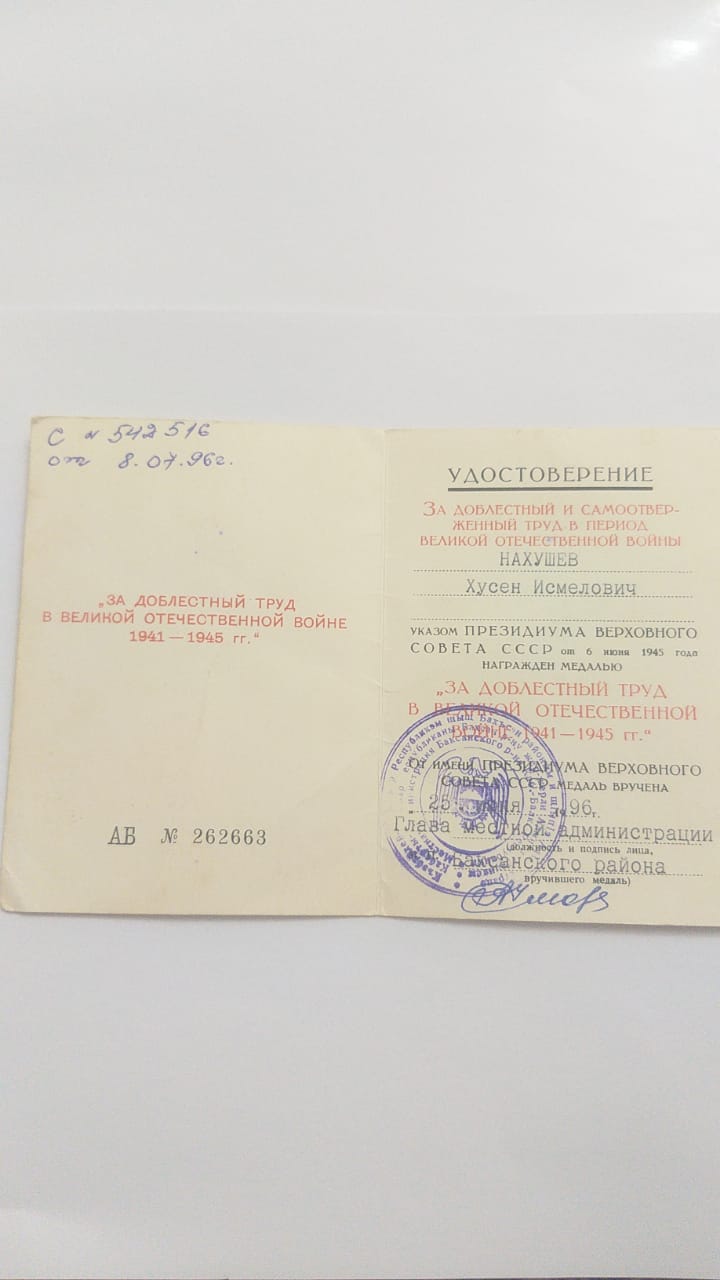 С № 542516
от 8.07.96г.
„ЗА ДОБЛЕСТНЫЙ ТРУД
В ВЕЛИКОЙ ОТЕЧЕСТВЕННОЙ ВОЙНЕ
1941—1945 гг.“
АБ № 262663
УДОСТОВЕРЕНИЕ
ЗА ДОБЛЕСТНЫЙ И САМООТВЕР-
ЖЕННЫЙ ТРУД В ПЕРИОД
ВЕЛИКОЙ ОТЕЧЕСТВЕННОЙ ВОЙНЫ
НАХУШЕВ
Хусен Исмелович
УКАЗОМ ПРЕЗИДИУМА ВЕРХОВНОГО
СОВЕТА СССР от 6 июня 1945 года
НАГРАЖДЕН МЕДАЛЬЮ
„ЗА ДОБЛЕСТНЫЙ ТРУД
В ВЕЛИКОЙ ОТЕЧЕСТВЕННОЙ
ВОЙНЕ 1941—1945 гг.“
ОТ ИМЕНИ ПРЕЗИДИУМА ВЕРХОВНОГО
СОВЕТА СССР МЕДАЛЬ ВРУЧЕНА
25 96 г.
Глава местной администрации
(должность и подпись лица,
Баксанского района
вручившего медаль)